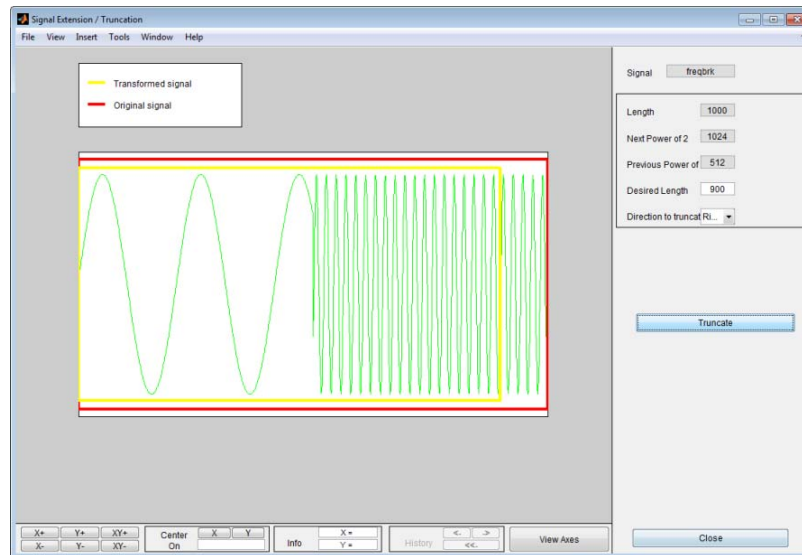 Signal Extension / Truncation
File View Insert Tools Window Help
Transformed signal
Original signal
Signal freqbrk
Length 1000
Next Power of 2 1024
Previous Power of 512
Desired Length 900
Direction to truncat Ri...
Truncate
X+ Y+ XY+
X- Y- XY-
Center On
X Y
Info
X =
Y =
History
<. .>
<<.
View Axes
Close